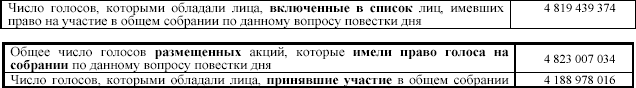 Число голосов, которыми обладали лица, включенные в список лиц, имевших 4 819 439 374
право на участие в общем собрании по данному вопросу повестки дня
Общее число голосов размещенных акций, которые имели право голоса на 4 823 007 034
собрании по данному вопросу повестки дня
Число голосов, которыми обладали лица, принявшие участие в общем собрании 4 188 978 016